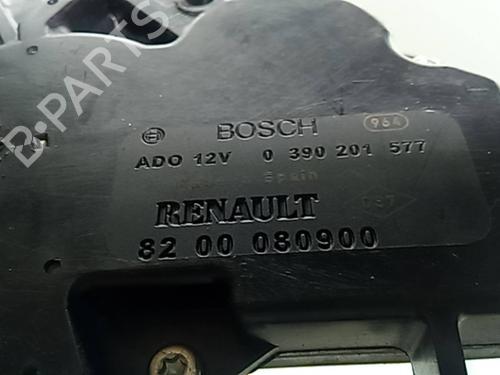 B-PARTS
BOSCH 964
ADO 12V 0 390 201 577
Spain
RENAULT
82 00 080900